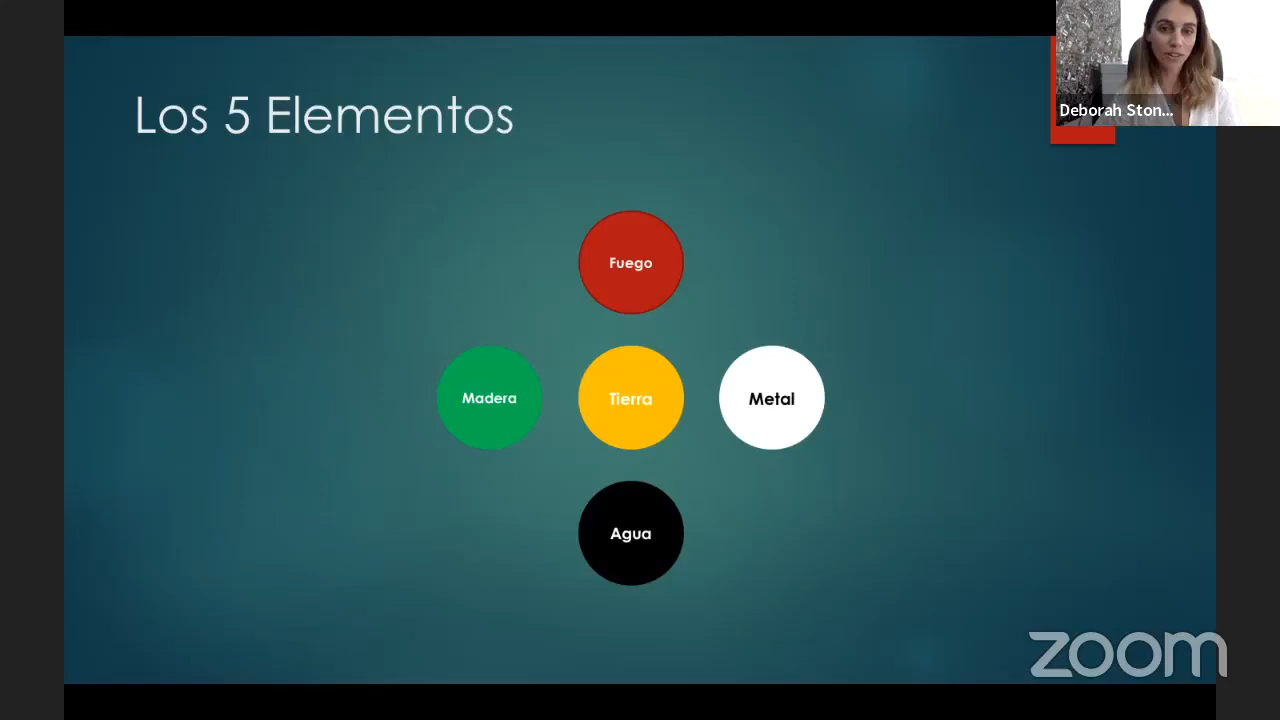 Los 5 Elementos
Deborah Ston...
Fuego
Madera
Tierra
Metal
Agua
zoom